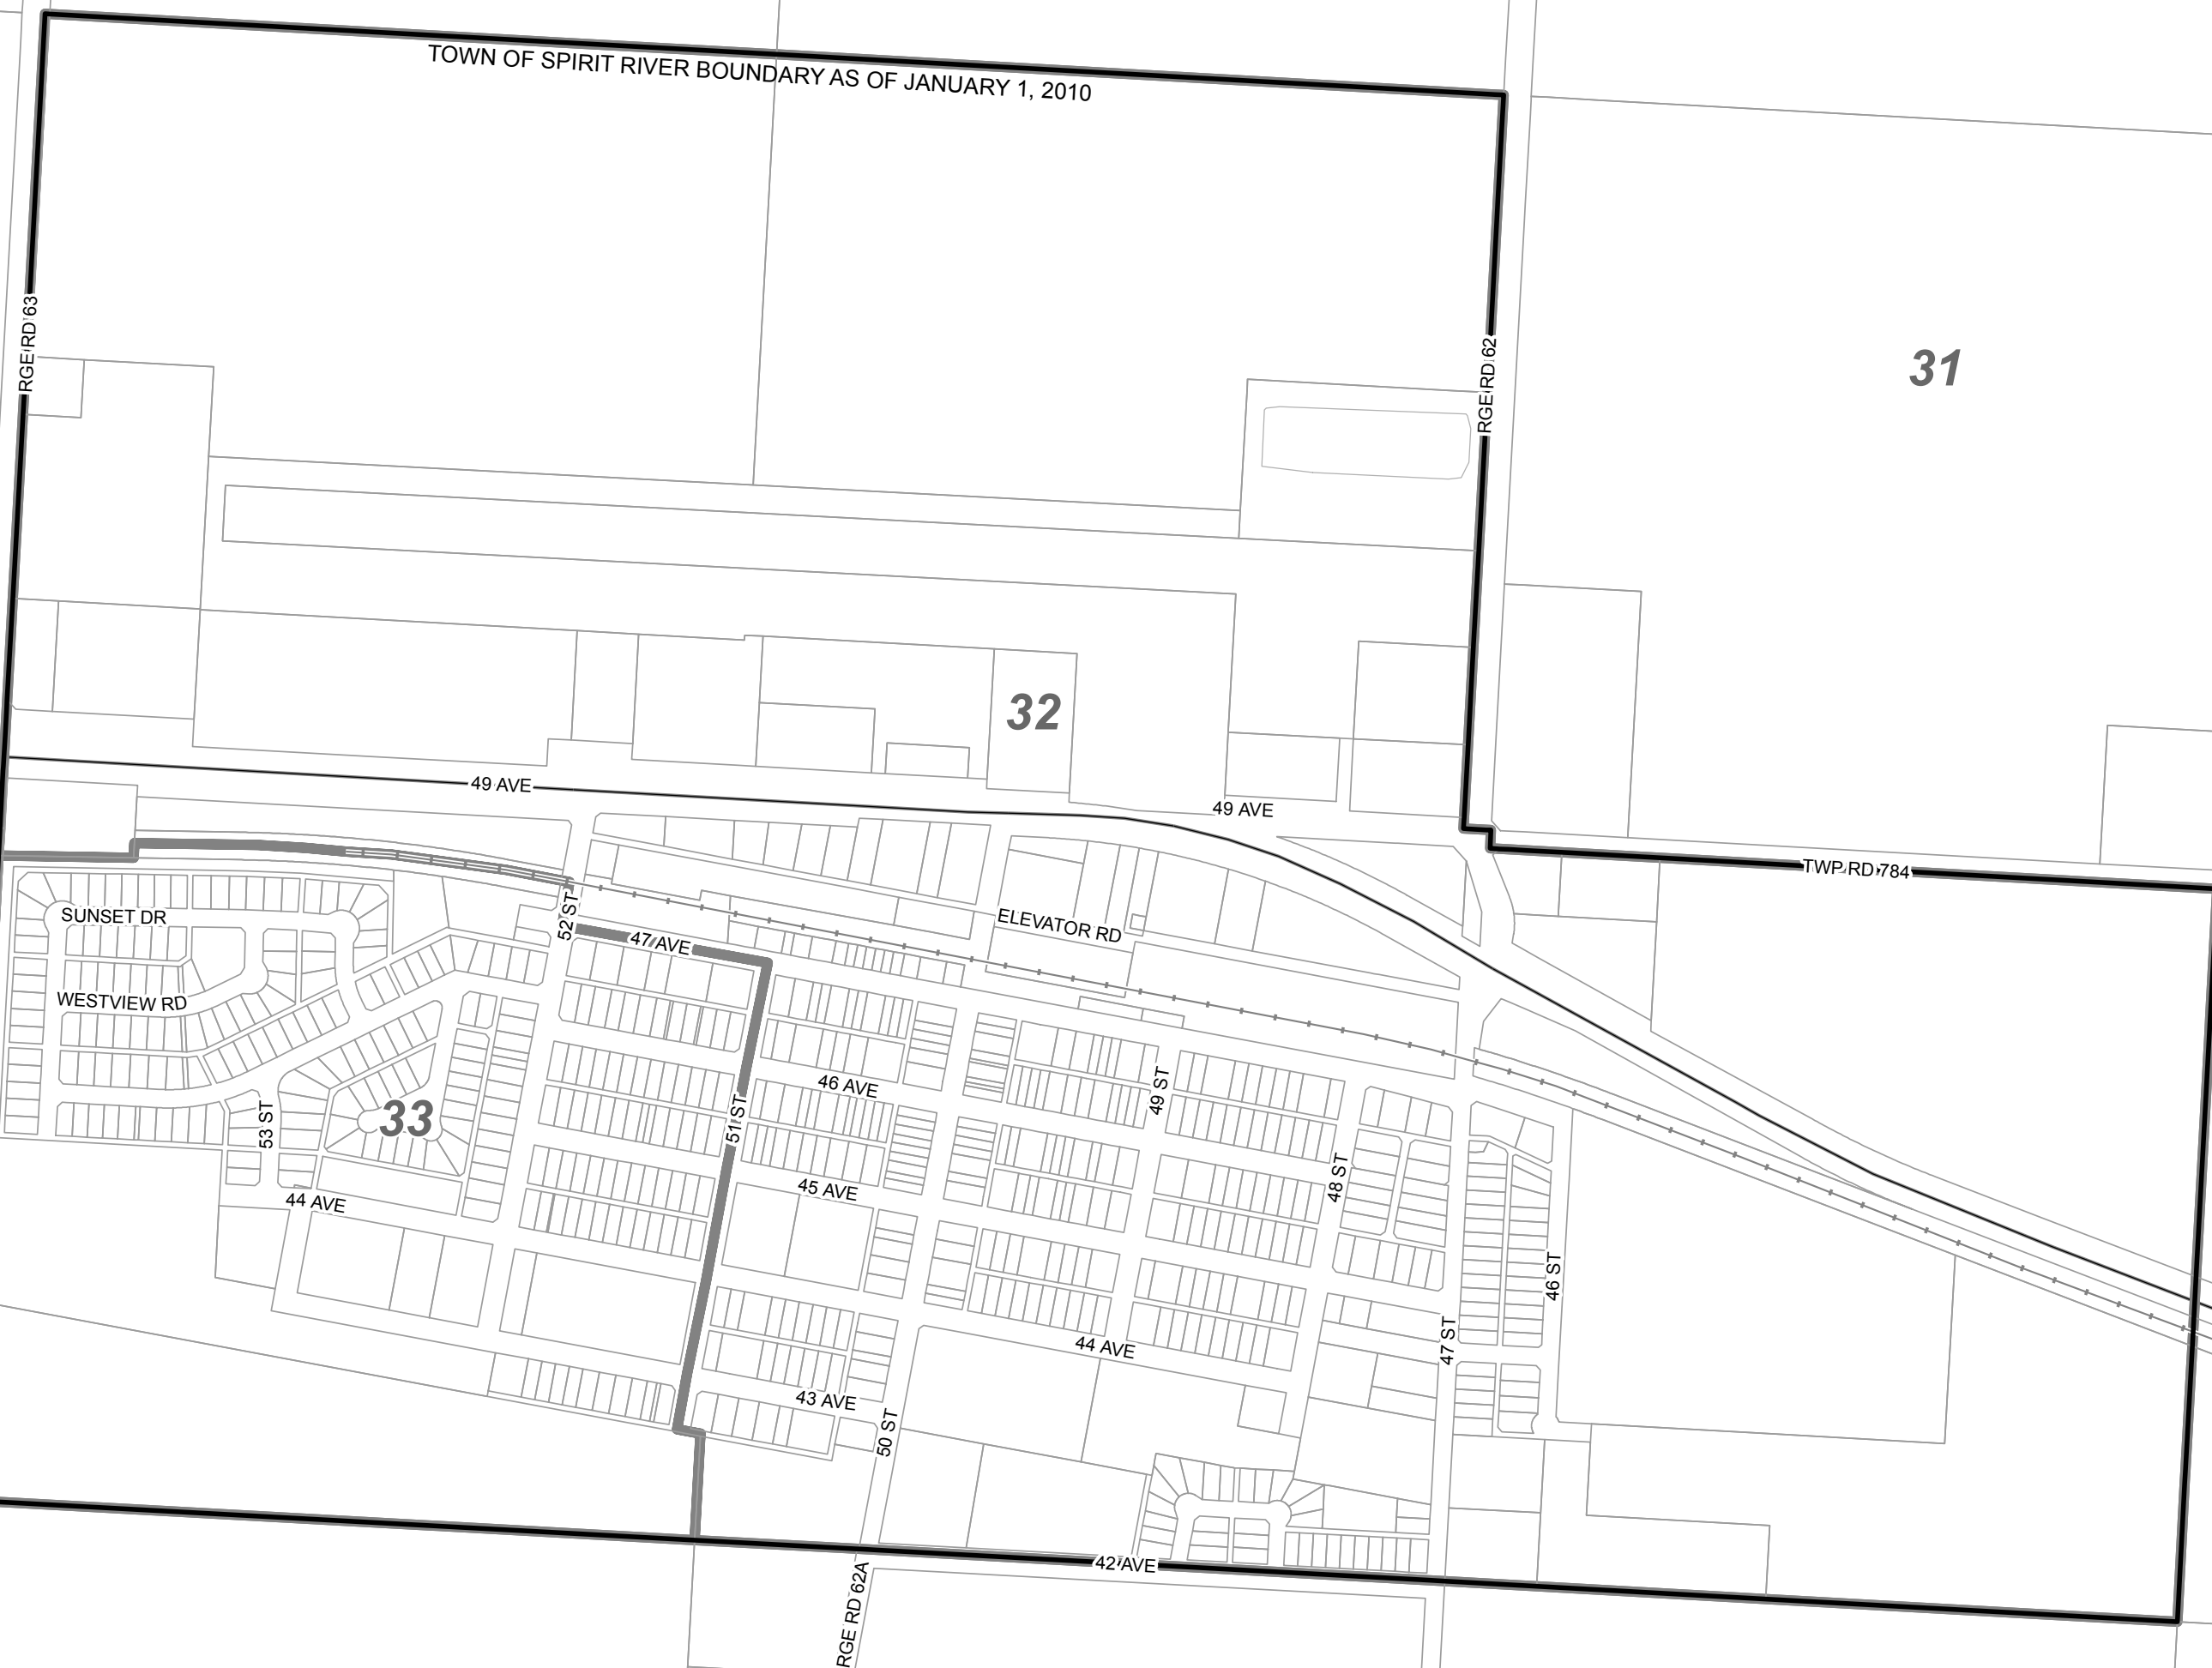 TOWN OF SPIRIT RIVER BOUNDARY AS OF JANUARY 1, 2010
RGE RD 63
RGE RD 62
31
32
49 AVE
49 AVE
TWP RD 784
SUNSET DR
52 ST
47 AVE
ELEVATOR RD
WESTVIEW RD
46 AVE
49 ST
33
53 ST
51 ST
48 ST
45 AVE
44 AVE
46 ST
47 ST
44 AVE
43 AVE
50 ST
42 AVE
RGE RD 62A